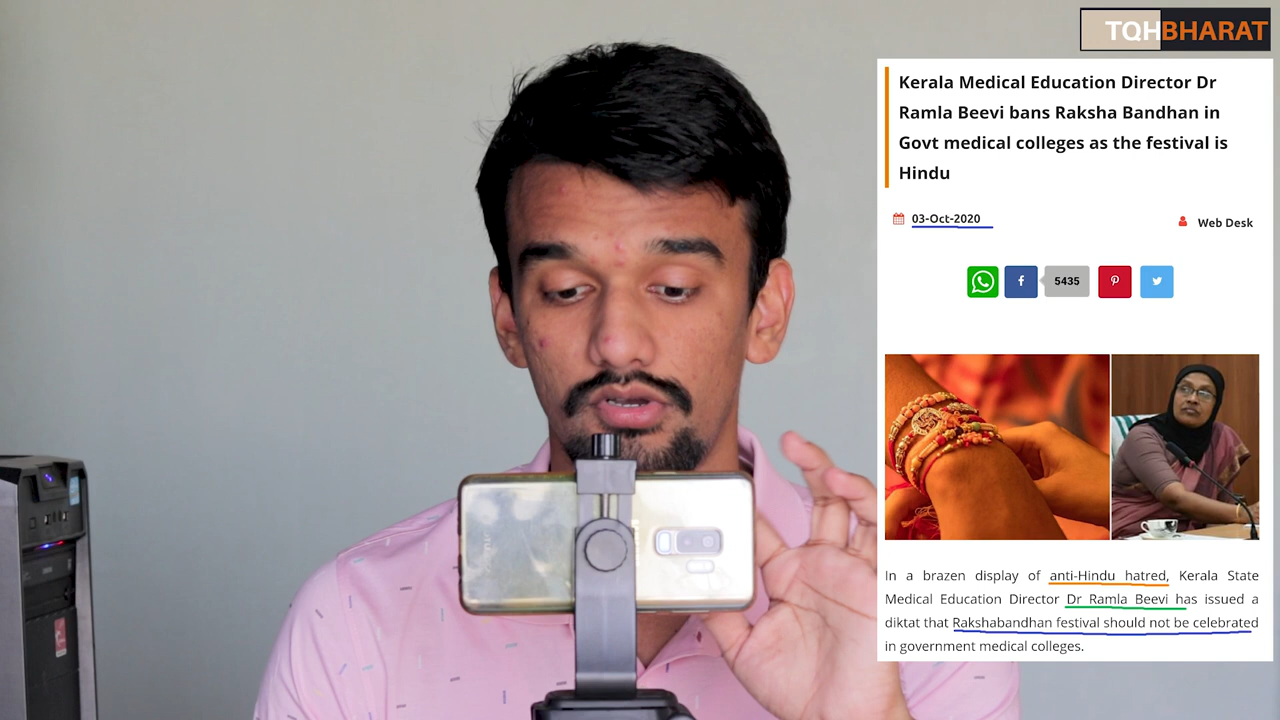 TQHBHARAT
Kerala Medical Education Director Dr
Ramla Beevi bans Raksha Bandhan in
Govt medical colleges as the festival is
Hindu
03-Oct-2020
Web Desk
5435
In a brazen display of anti-Hindu hatred, Kerala State
Medical Education Director Dr Ramla Beevi has issued a
diktat that Rakshabandhan festival should not be celebrated
in government medical colleges.